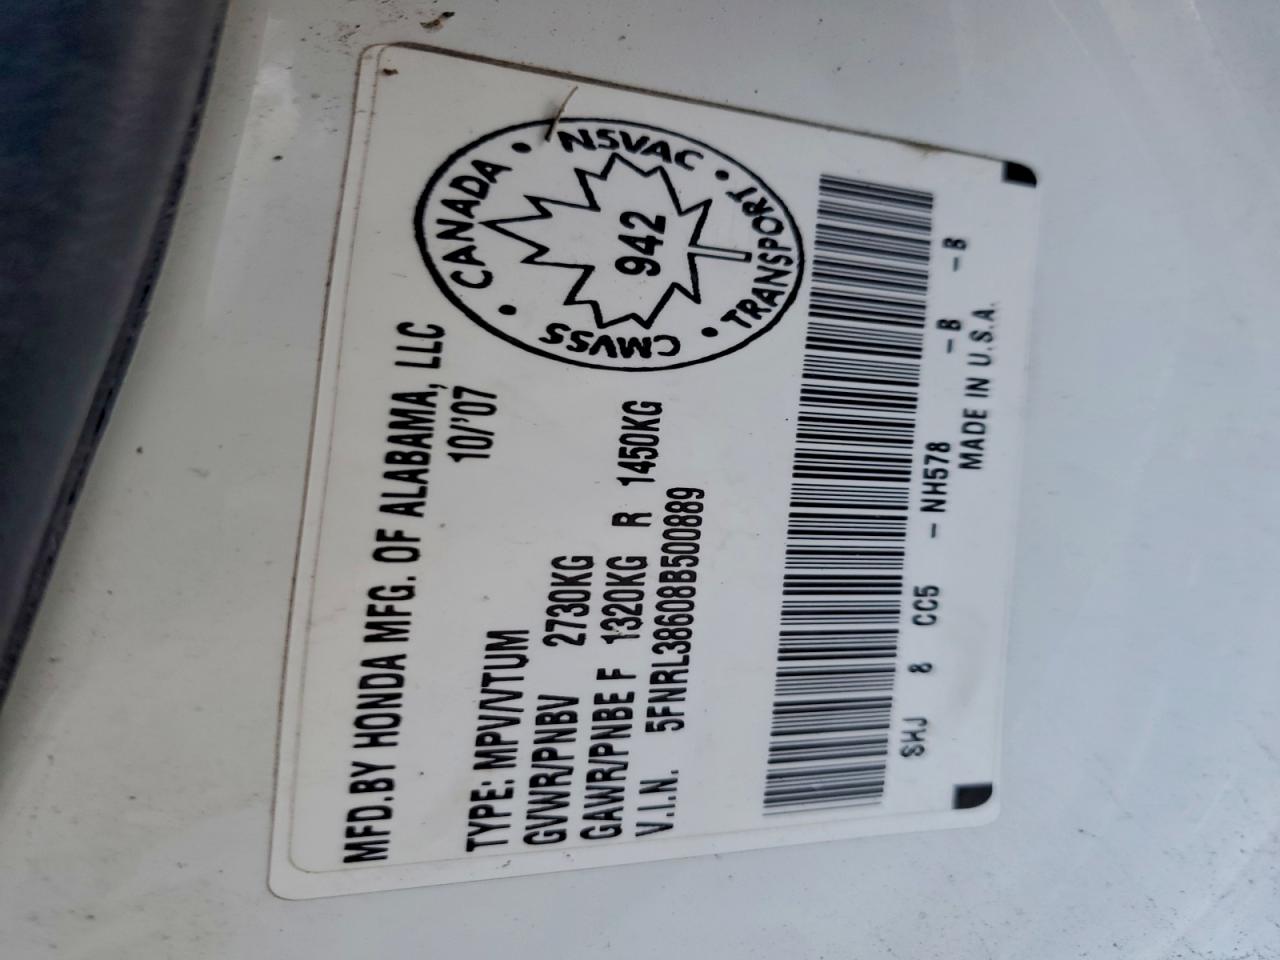 MFD.BY HONDA MFG. OF ALABAMA, LLC
10/'07
TYPE: MPV/VTUM
GVWR/PNBV 2730KG
GAWR/PNBE F 1320KG R 1450KG
V.I.N. 5FNRL38608B500889
CANADA • NSVAC • TRANSPORT • CMVSS •
942
SHJ 8 CC5 - NH578 - B - B
MADE IN U.S.A.